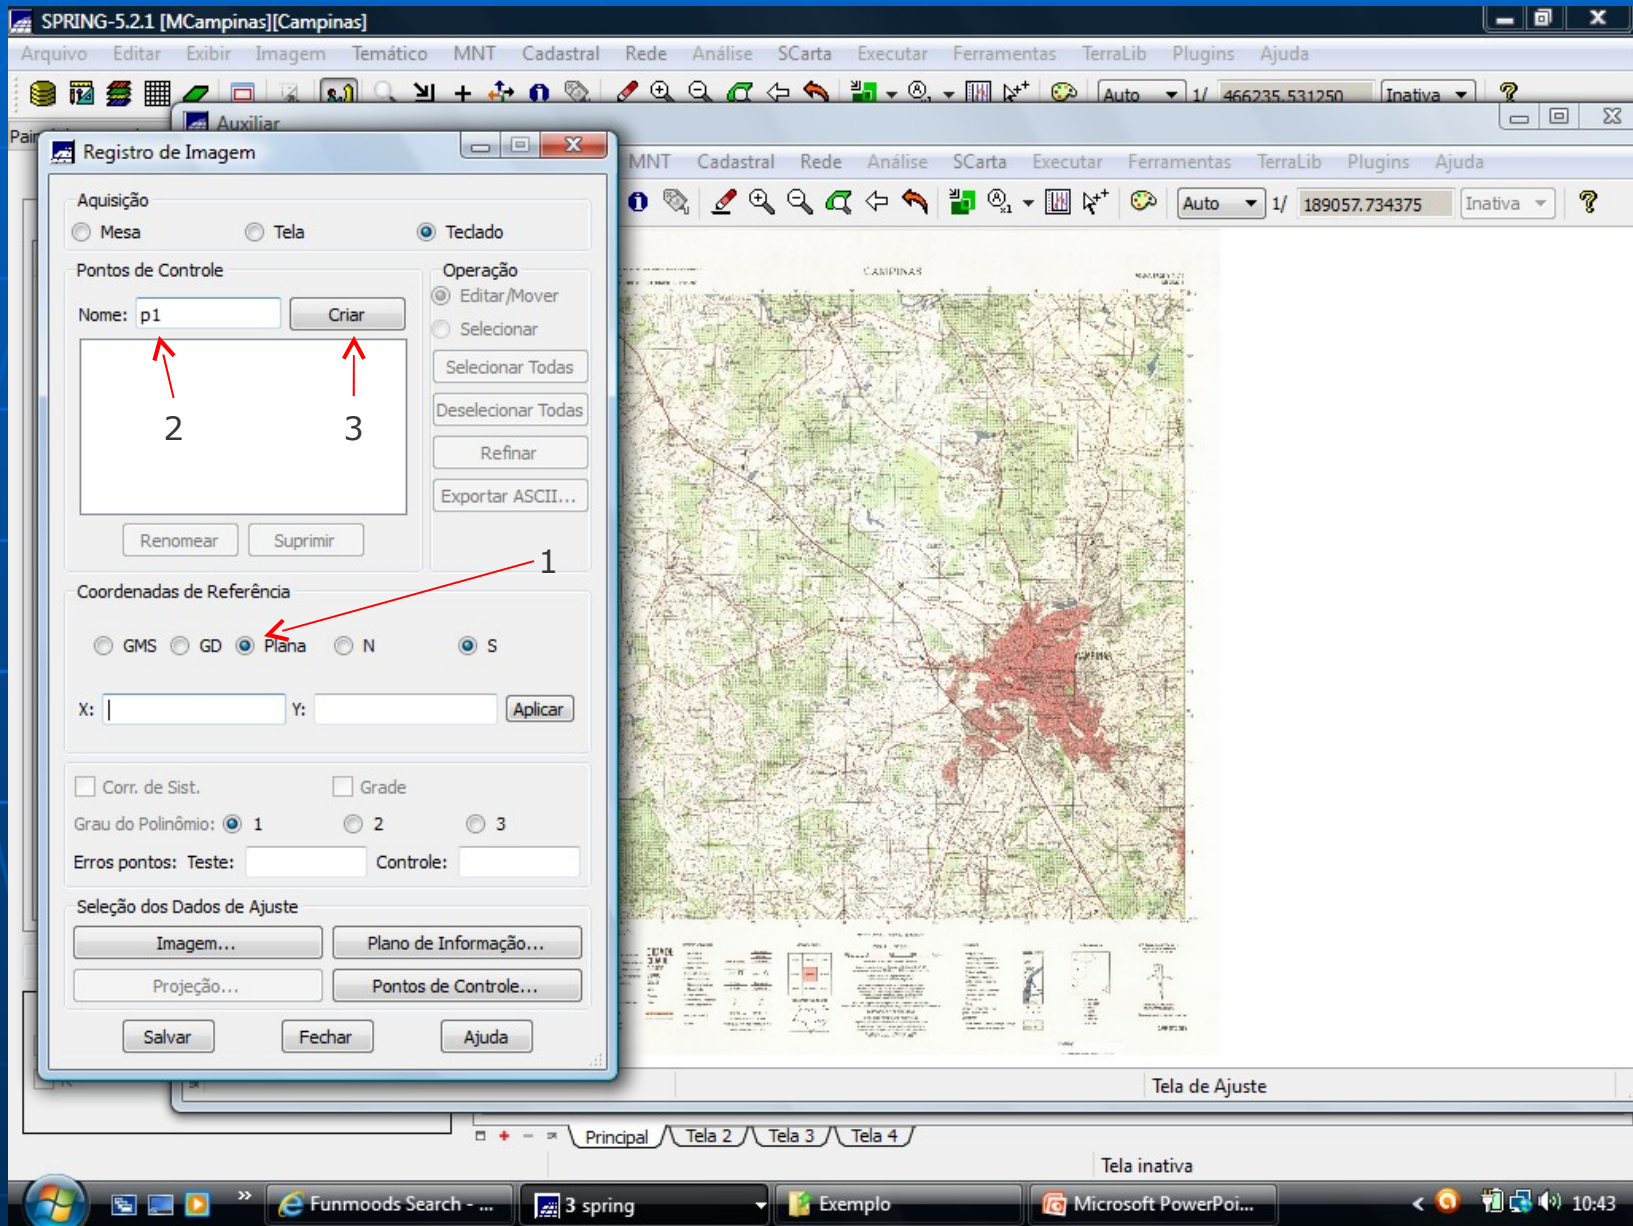 SPRING-5.2.1 [MCampinas][Campinas]
Arquivo Editar Exibir Imagem Temático MNT Cadastral Rede Análise SCarta Executar Ferramentas TerraLib Plugins Ajuda
Auto 1/ 466235.531250 Inativa
Auxiliar
MNT Cadastral Rede Análise SCarta Executar Ferramentas TerraLib Plugins Ajuda
Auto 1/ 189057.734375 Inativa
Registro de Imagem
Aquisição
Mesa Tela Teclado
Pontos de Controle
Nome: p1 Criar
2 3
Renomear Suprimir
Operação
Editar/Mover
Selecionar
Selecionar Todas
Deselecionar Todas
Refinar
Exportar ASCII...
1
Coordenadas de Referência
GMS GD Plana N S
X: Y: Aplicar
Corr. de Sist. Grade
Grau do Polinômio: 1 2 3
Erros pontos: Teste: Controle:
Seleção dos Dados de Ajuste
Imagem... Plano de Informação...
Projeção... Pontos de Controle...
Salvar Fechar Ajuda
CAMPINAS
CAMPINAS
CIDADE
Tela de Ajuste
Principal Tela 2 Tela 3 Tela 4
Tela inativa
Funmoods Search - ... 3 spring Exemplo Microsoft PowerPoi... 10:43